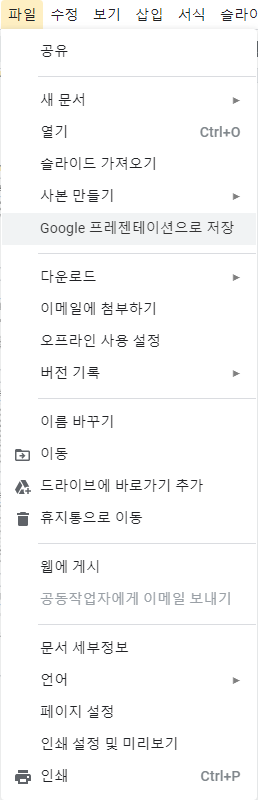 파일 수정 보기 삽입 서식 슬라이
공유
새 문서
열기 Ctrl+O
슬라이드 가져오기
사본 만들기
Google 프레젠테이션으로 저장
다운로드
이메일에 첨부하기
오프라인 사용 설정
버전 기록
이름 바꾸기
이동
드라이브에 바로가기 추가
휴지통으로 이동
웹에 게시
공동작업자에게 이메일 보내기
문서 세부정보
언어
페이지 설정
인쇄 설정 및 미리보기
인쇄 Ctrl+P